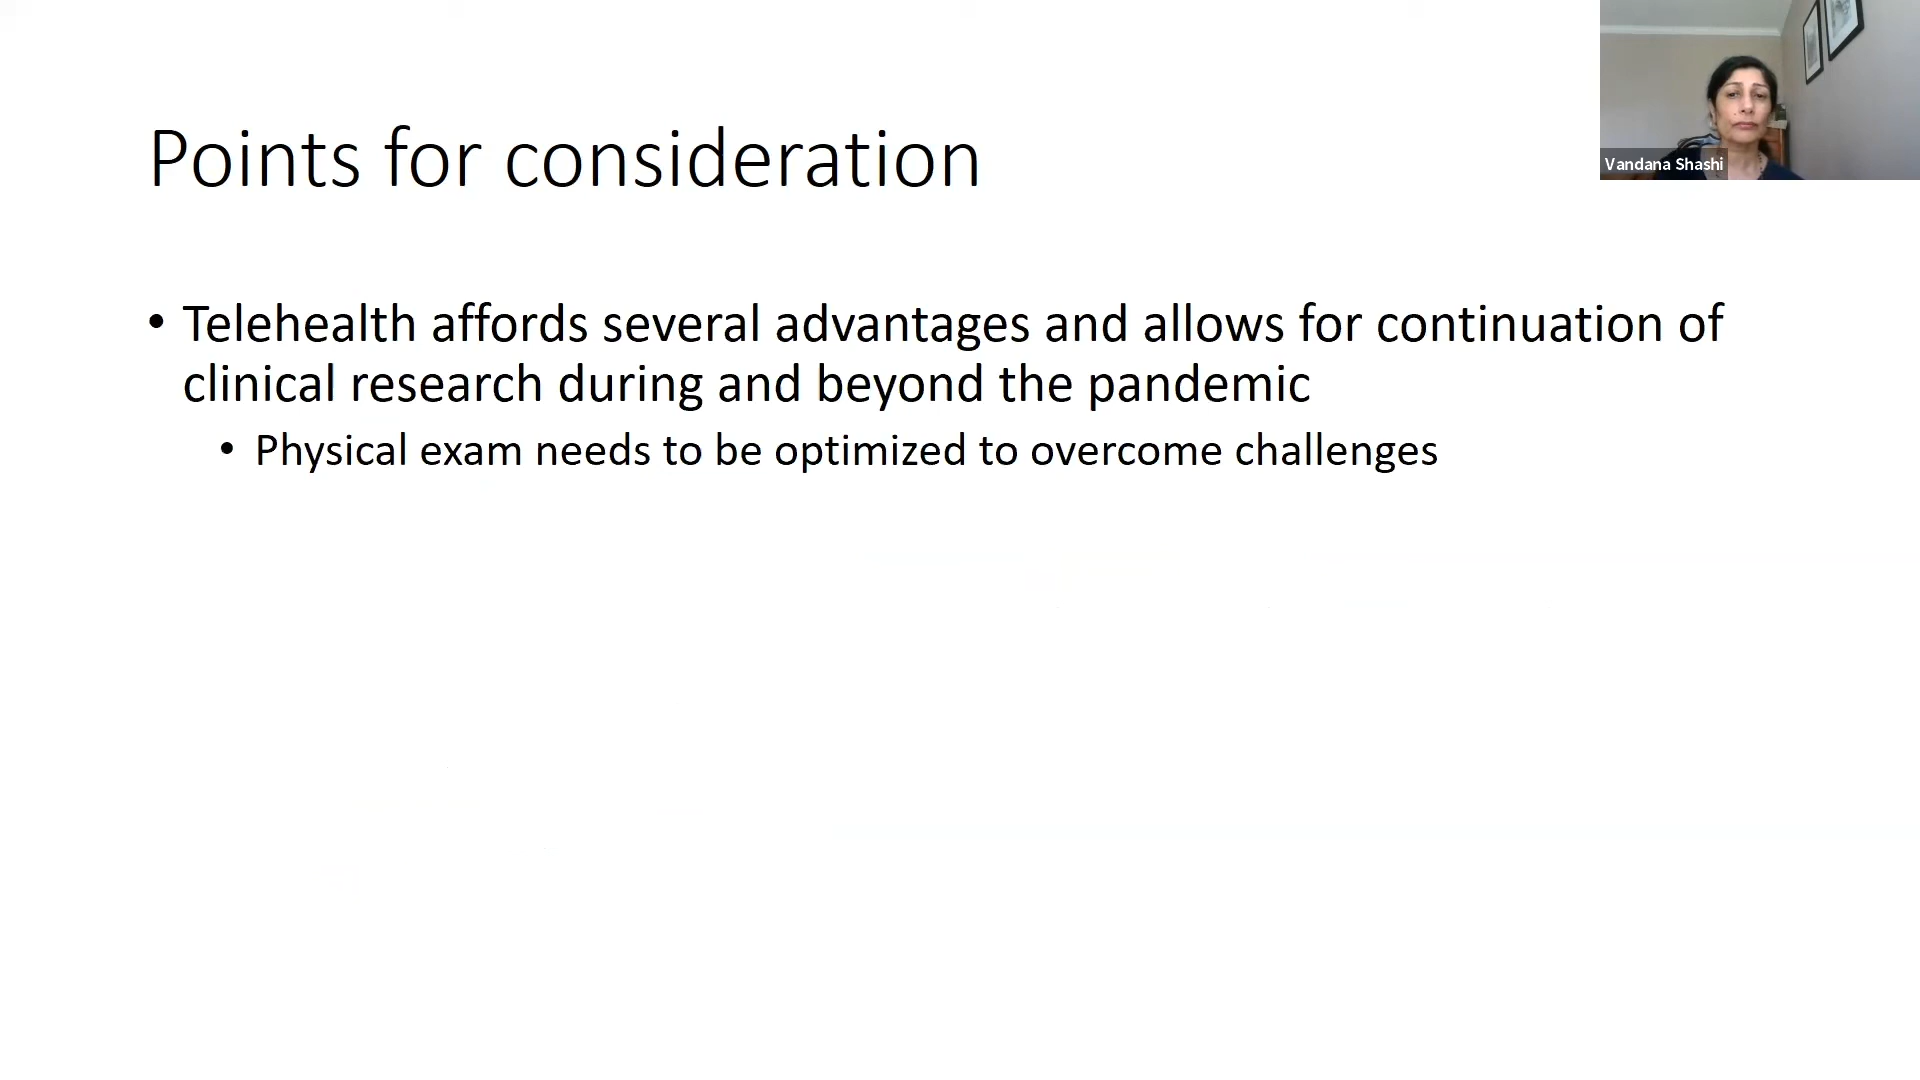 Points for consideration
Vandana Shashi
• Telehealth affords several advantages and allows for continuation of
clinical research during and beyond the pandemic
• Physical exam needs to be optimized to overcome challenges